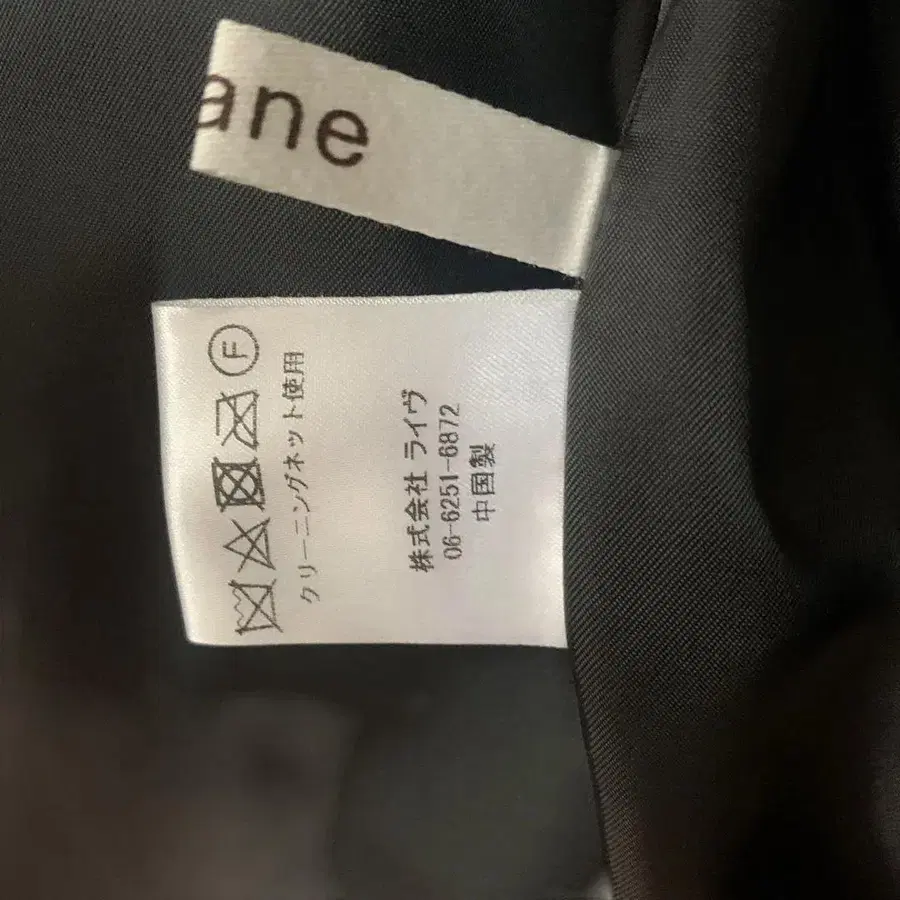 ane
F
クリーニングネット使用
株式会社 ライヴ
06-6251-6872
中国製